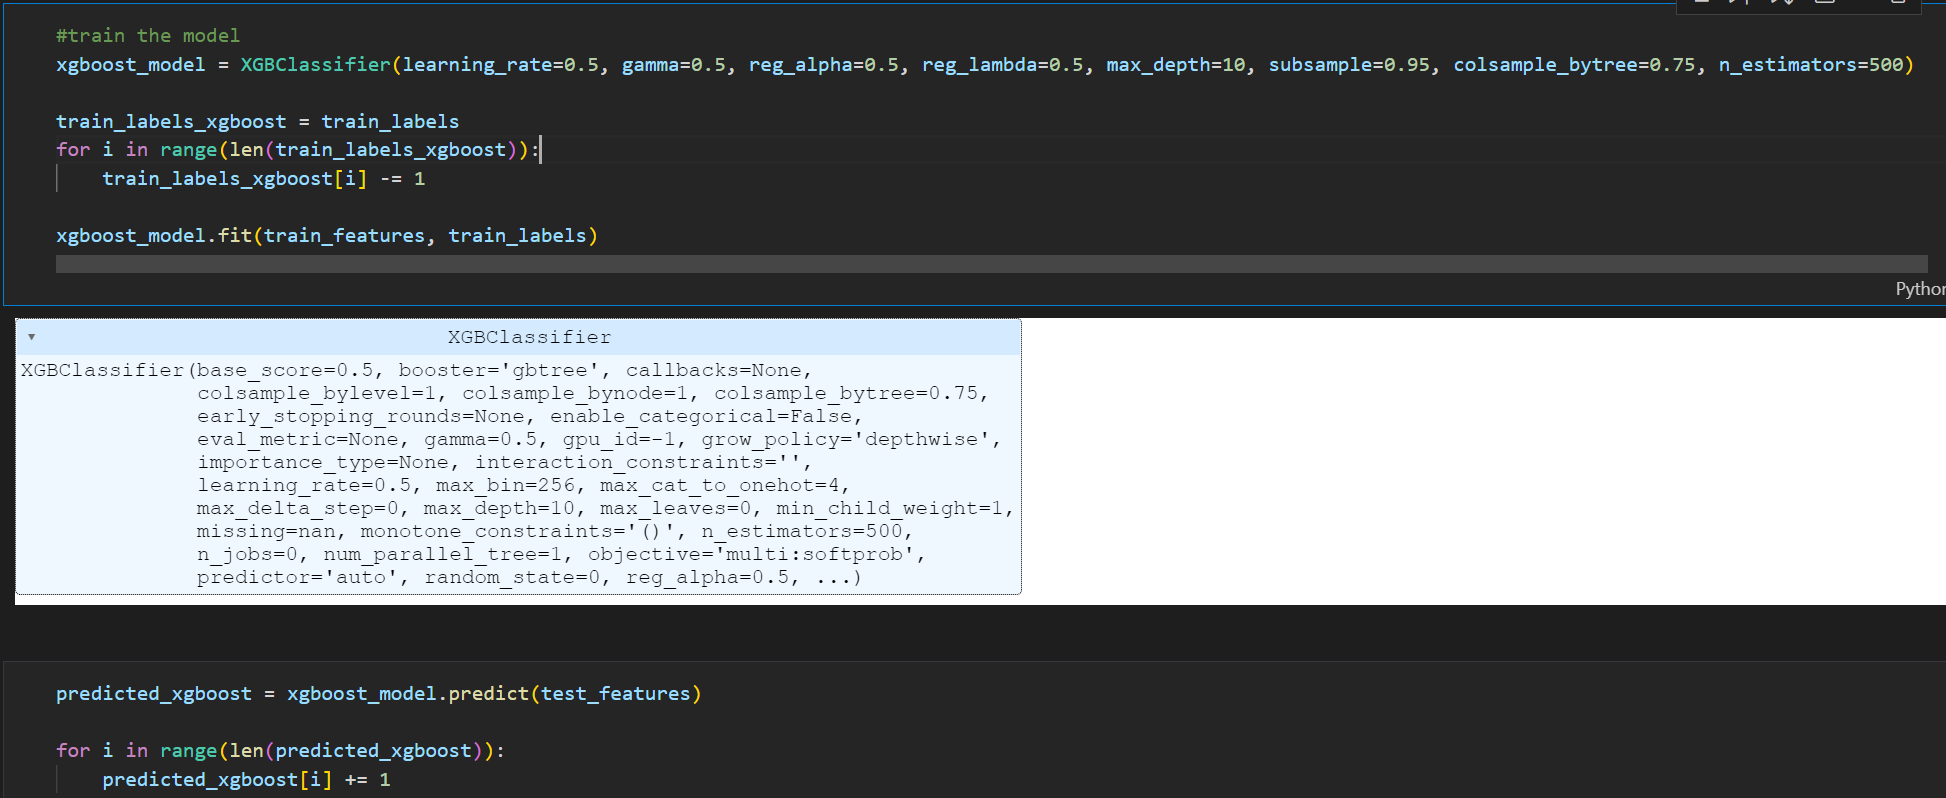 #train the model
xgboost_model = XGBClassifier(learning_rate=0.5, gamma=0.5, reg_alpha=0.5, reg_lambda=0.5, max_depth=10, subsample=0.95, colsample_bytree=0.75, n_estimators=500)
train_labels_xgboost = train_labels
for i in range(len(train_labels_xgboost)):
    train_labels_xgboost[i] -= 1
xgboost_model.fit(train_features, train_labels)
Python
XGBClassifier
XGBClassifier(base_score=0.5, booster='gbtree', callbacks=None,
colsample_bylevel=1, colsample_bynode=1, colsample_bytree=0.75,
early_stopping_rounds=None, enable_categorical=False,
eval_metric=None, gamma=0.5, gpu_id=-1, grow_policy='depthwise',
importance_type=None, interaction_constraints='',
learning_rate=0.5, max_bin=256, max_cat_to_onehot=4,
max_delta_step=0, max_depth=10, max_leaves=0, min_child_weight=1,
missing=nan, monotone_constraints='()', n_estimators=500,
n_jobs=0, num_parallel_tree=1, objective='multi:softprob',
predictor='auto', random_state=0, reg_alpha=0.5, ...)
predicted_xgboost = xgboost_model.predict(test_features)
for i in range(len(predicted_xgboost)):
    predicted_xgboost[i] += 1